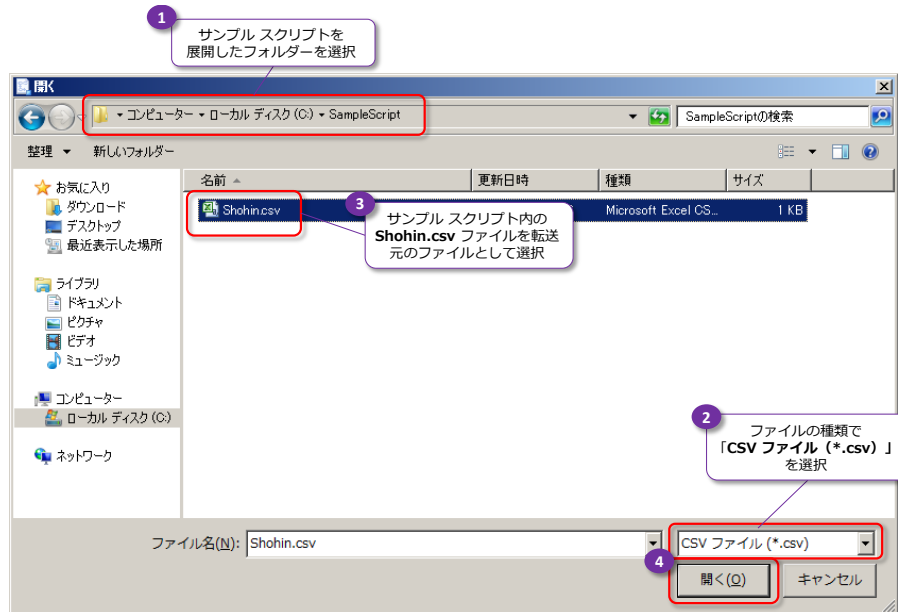 1
サンプル スクリプトを
展開したフォルダーを選択
開く
コンピューター ローカル ディスク (C:) SampleScript
SampleScriptの検索
整理 新しいフォルダー
名前 更新日時 種類 サイズ
お気に入り
ダウンロード
デスクトップ
最近表示した場所
ライブラリ
ドキュメント
ピクチャ
ビデオ
ミュージック
コンピューター
ローカル ディスク (C:)
ネットワーク
Shohin.csv Microsoft Excel CS... 1 KB
3
サンプル スクリプト内の
Shohin.csv ファイルを転送
元のファイルとして選択
2
ファイルの種類で
「CSV ファイル（*.csv）」
を選択
ファイル名(N): Shohin.csv CSV ファイル (*.csv)
4
開く(O) キャンセル